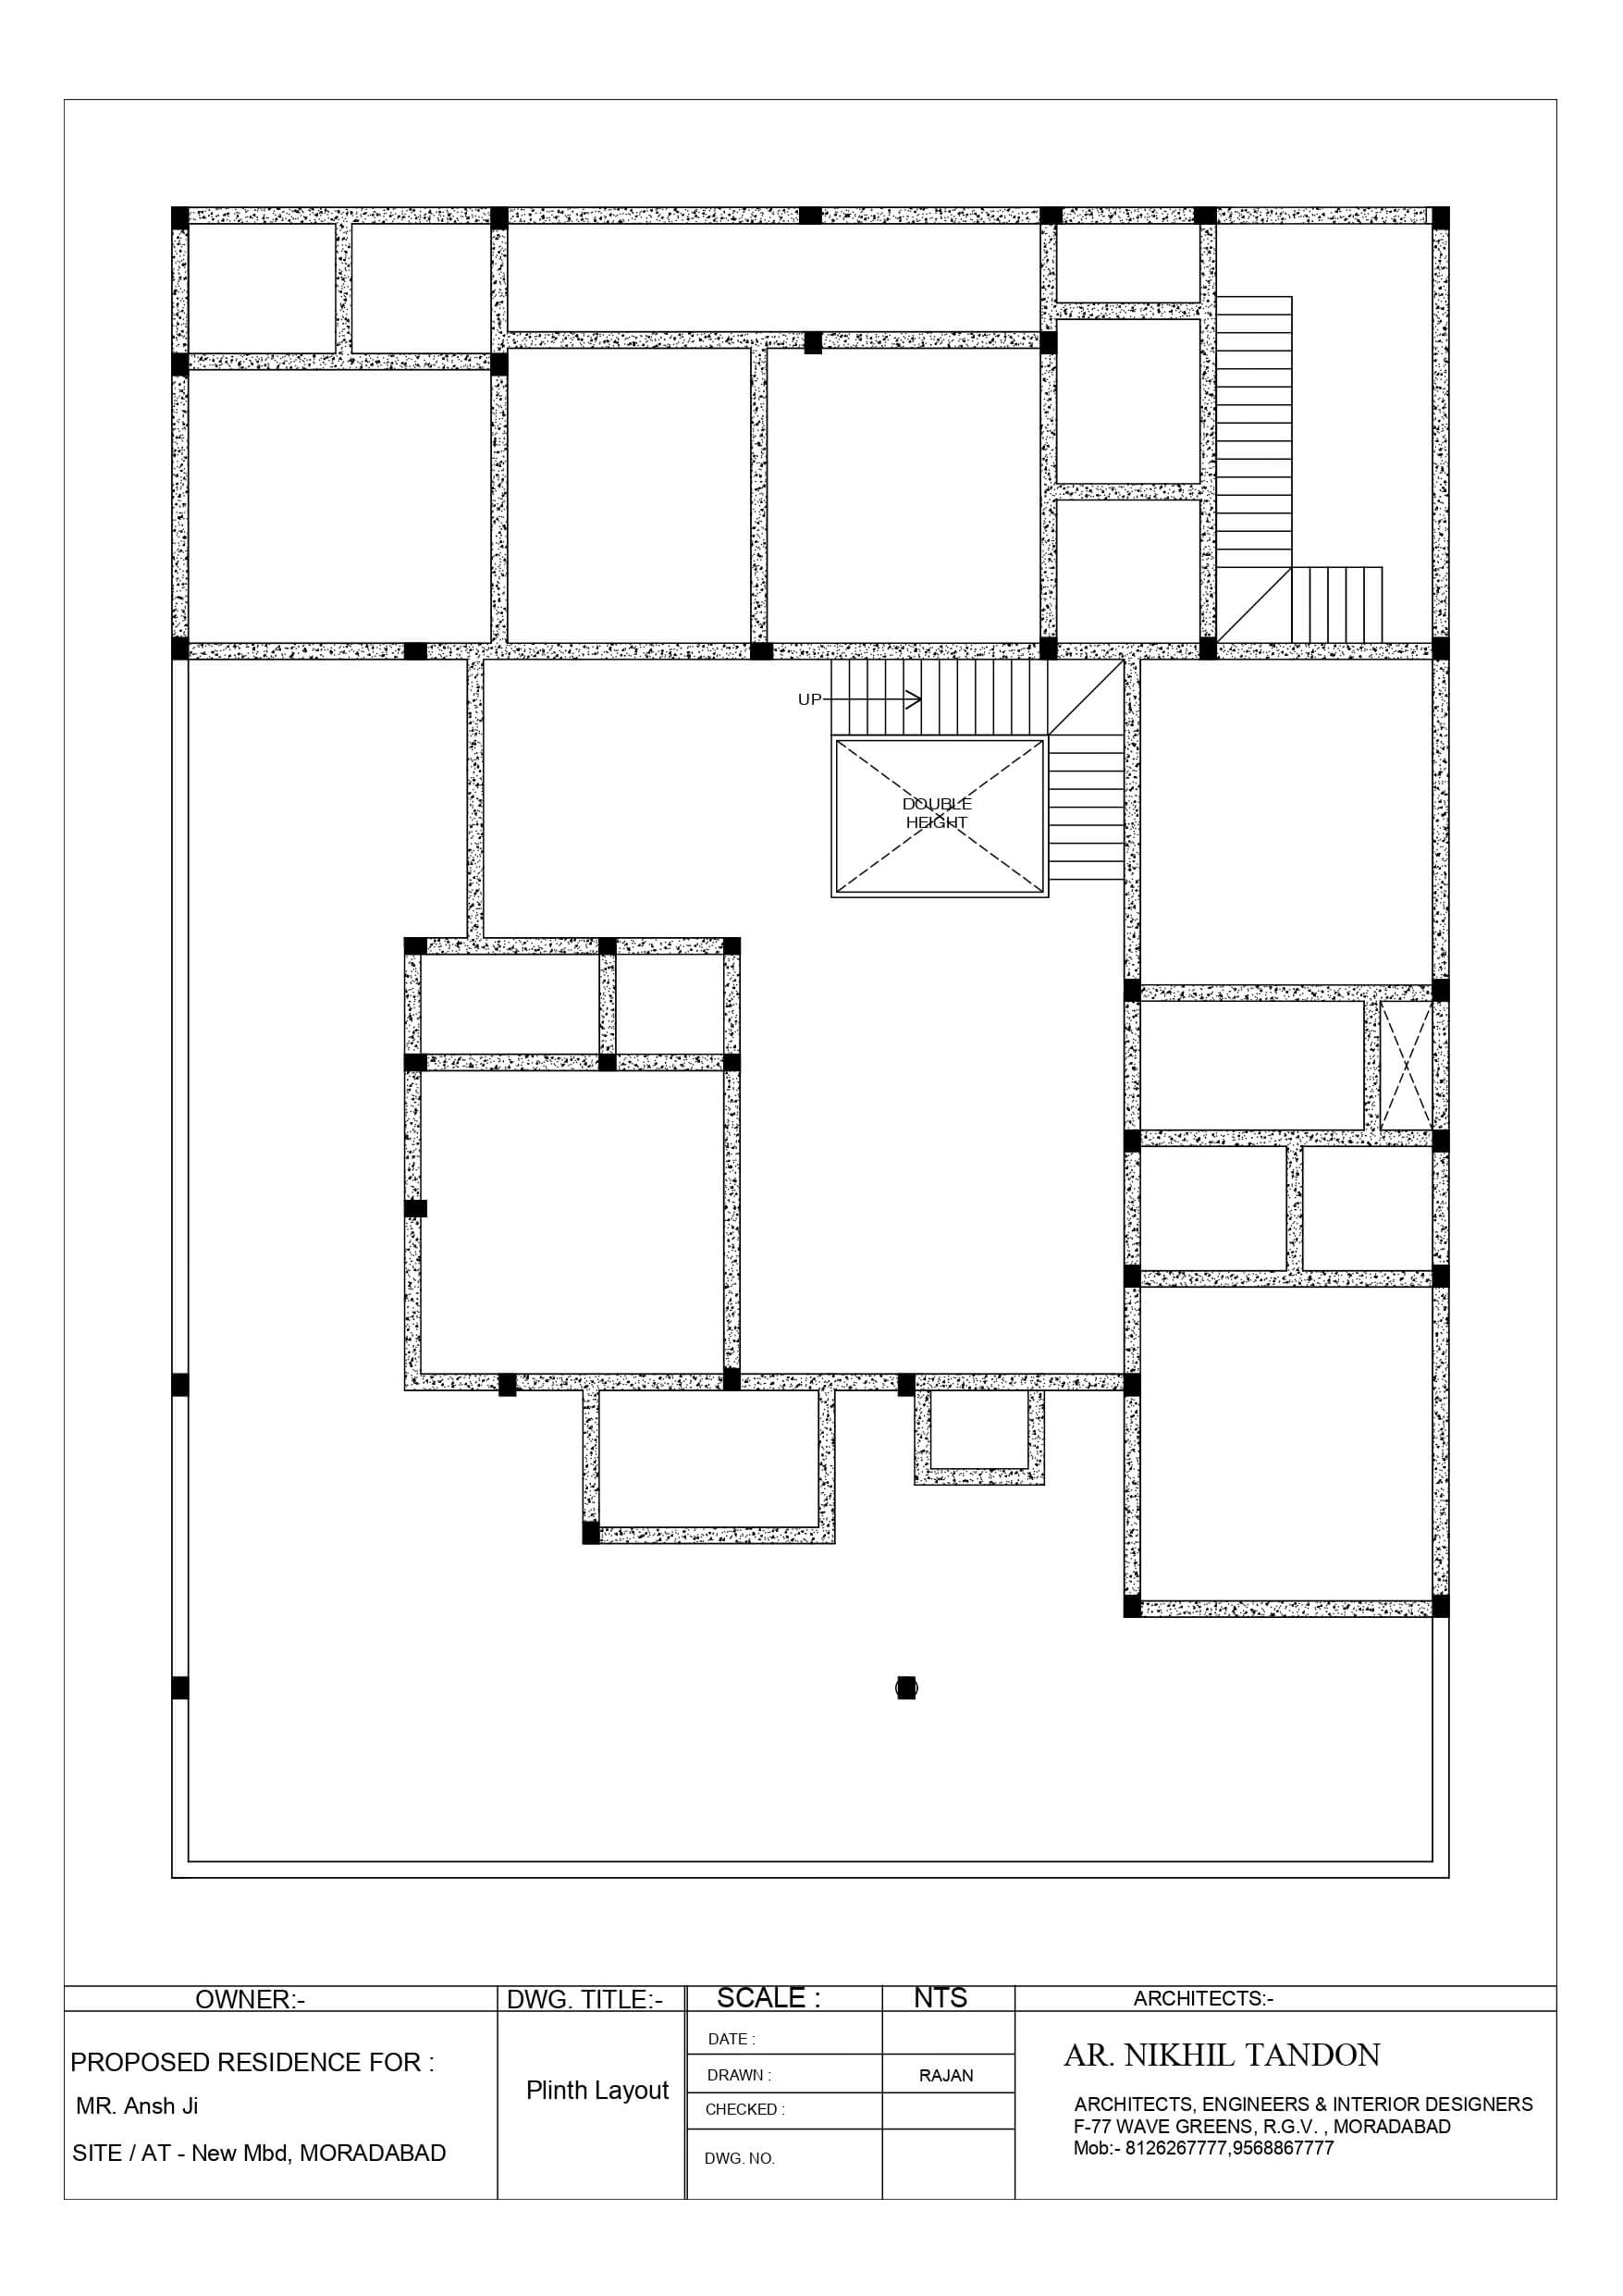 UP
DOUBLE
HEIGHT
OWNER:-
PROPOSED RESIDENCE FOR :
MR. Ansh Ji
SITE / AT - New Mbd, MORADABAD
DWG. TITLE:-
Plinth Layout
SCALE : NTS
DATE :
DRAWN : RAJAN
CHECKED :
DWG. NO.
ARCHITECTS:-
AR. NIKHIL TANDON
ARCHITECTS, ENGINEERS & INTERIOR DESIGNERS
F-77 WAVE GREENS, R.G.V. , MORADABAD
Mob:- 8126267777,9568867777